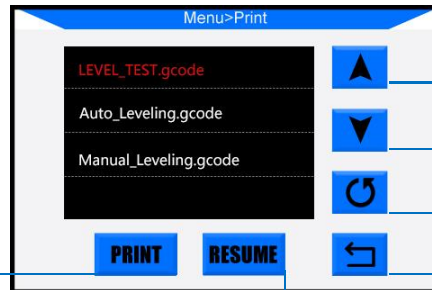 Menu>Print
LEVEL_TEST.gcode
Auto_Leveling.gcode
Manual_Leveling.gcode
PRINT
RESUME